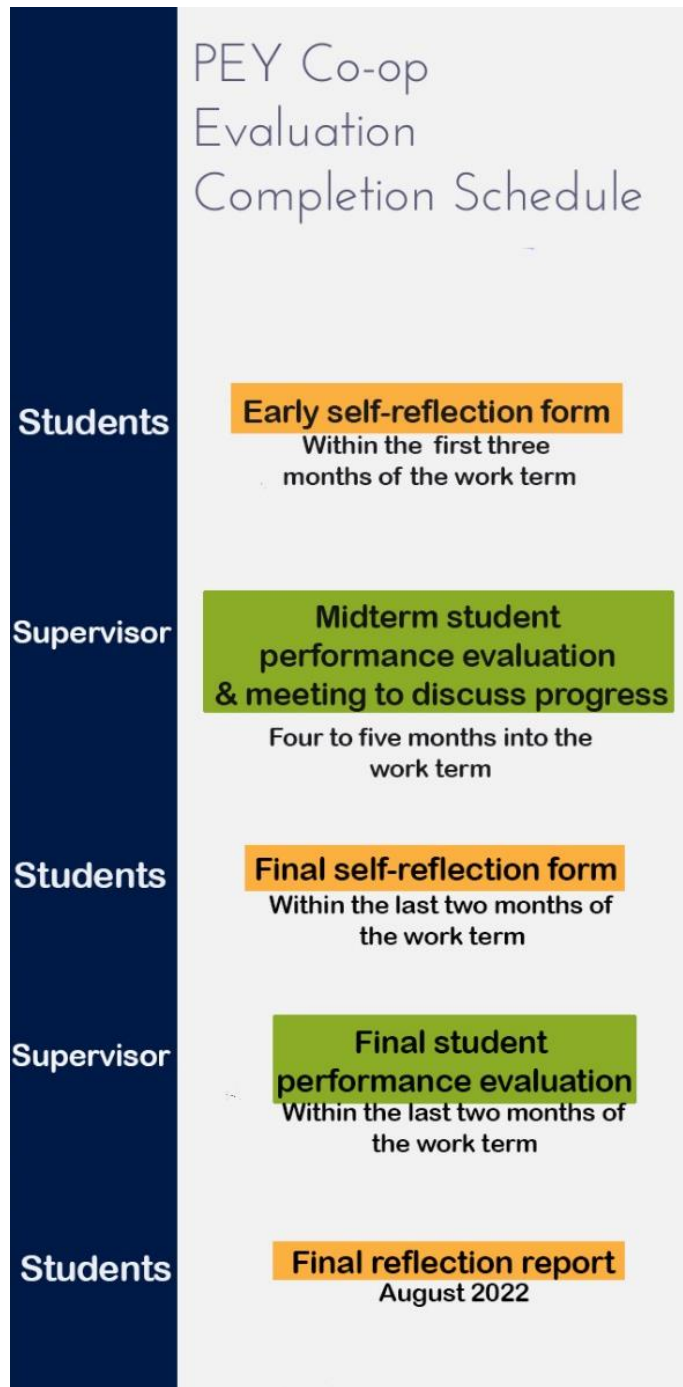 PEY Co-op
Evaluation
Completion Schedule
Students
Early self-reflection form
Within the first three
months of the work term
Supervisor
Midterm student
performance evaluation
& meeting to discuss progress
Four to five months into the
work term
Students
Final self-reflection form
Within the last two months of
the work term
Supervisor
Final student
performance evaluation
Within the last two months of
the work term
Students
Final reflection report
August 2022